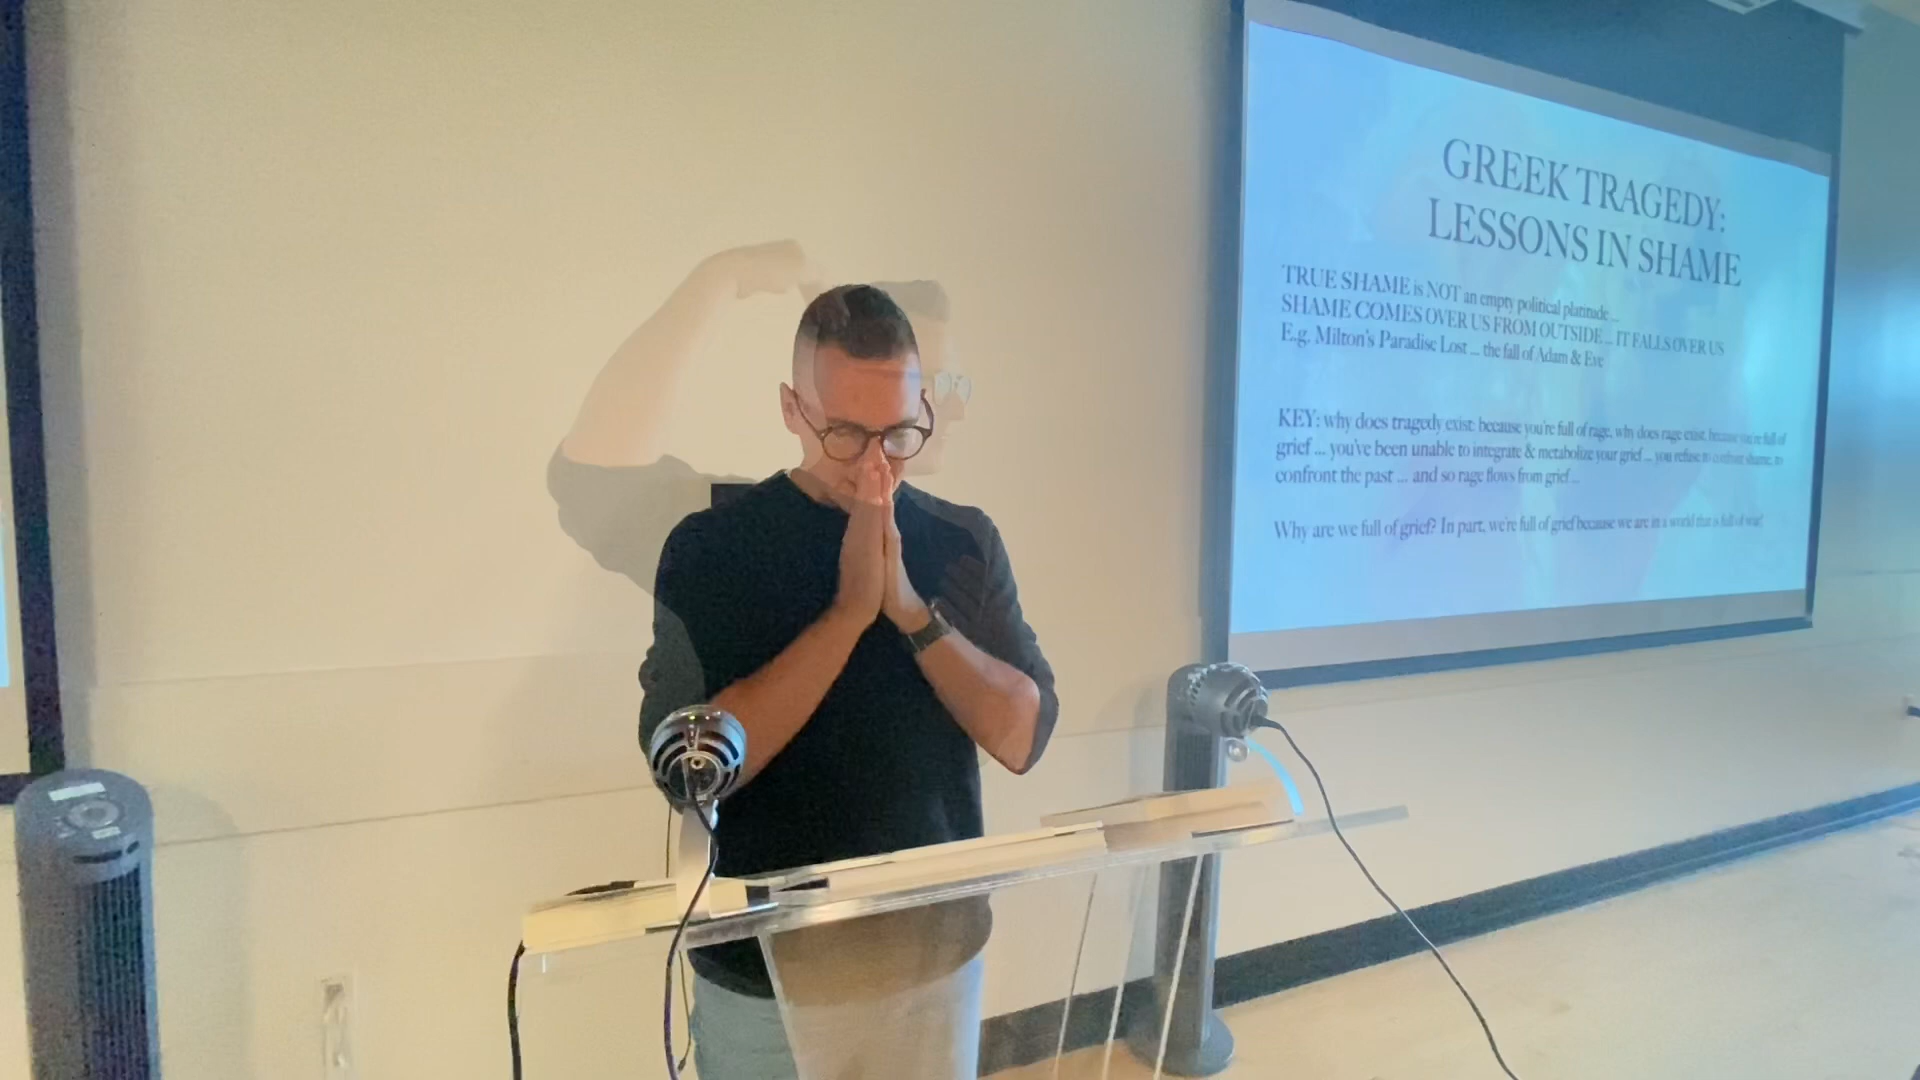 GREEK TRAGEDY:
LESSONS IN SHAME
TRUE SHAME is NOT an empty political platitude ...
SHAME COMES OVER US FROM OUTSIDE ... IT FALLS OVER US
E.g. Milton's Paradise Lost ... the fall of Adam & Eve
KEY: why does tragedy exist: because you're full of rage, why does rage exist, because you're full of
grief ... you've been unable to integrate & metabolize your grief ... you refuse to confront shame, to
confront the past ... and so rage flows from grief ...
Why are we full of grief? In part, we're full of grief because we are in a world that is full of war!